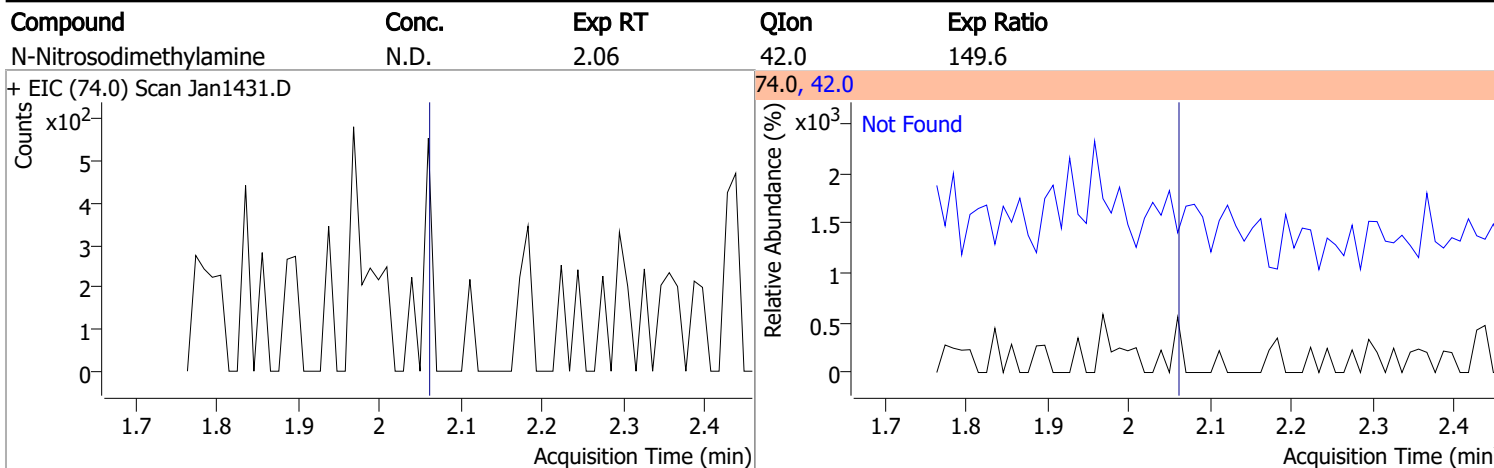 Compound Conc. Exp RT QIon Exp Ratio
N-Nitrosodimethylamine N.D. 2.06 42.0 149.6
+ EIC (74.0) Scan Jan1431.D
Counts
x10²
5
4
3
2
1
0
1.7 1.8 1.9 2 2.1 2.2 2.3 2.4
Acquisition Time (min)
74.0, 42.0
Relative Abundance (%)
x10³
Not Found
2
1.5
1
0.5
0
1.7 1.8 1.9 2 2.1 2.2 2.3 2.4
Acquisition Time (min